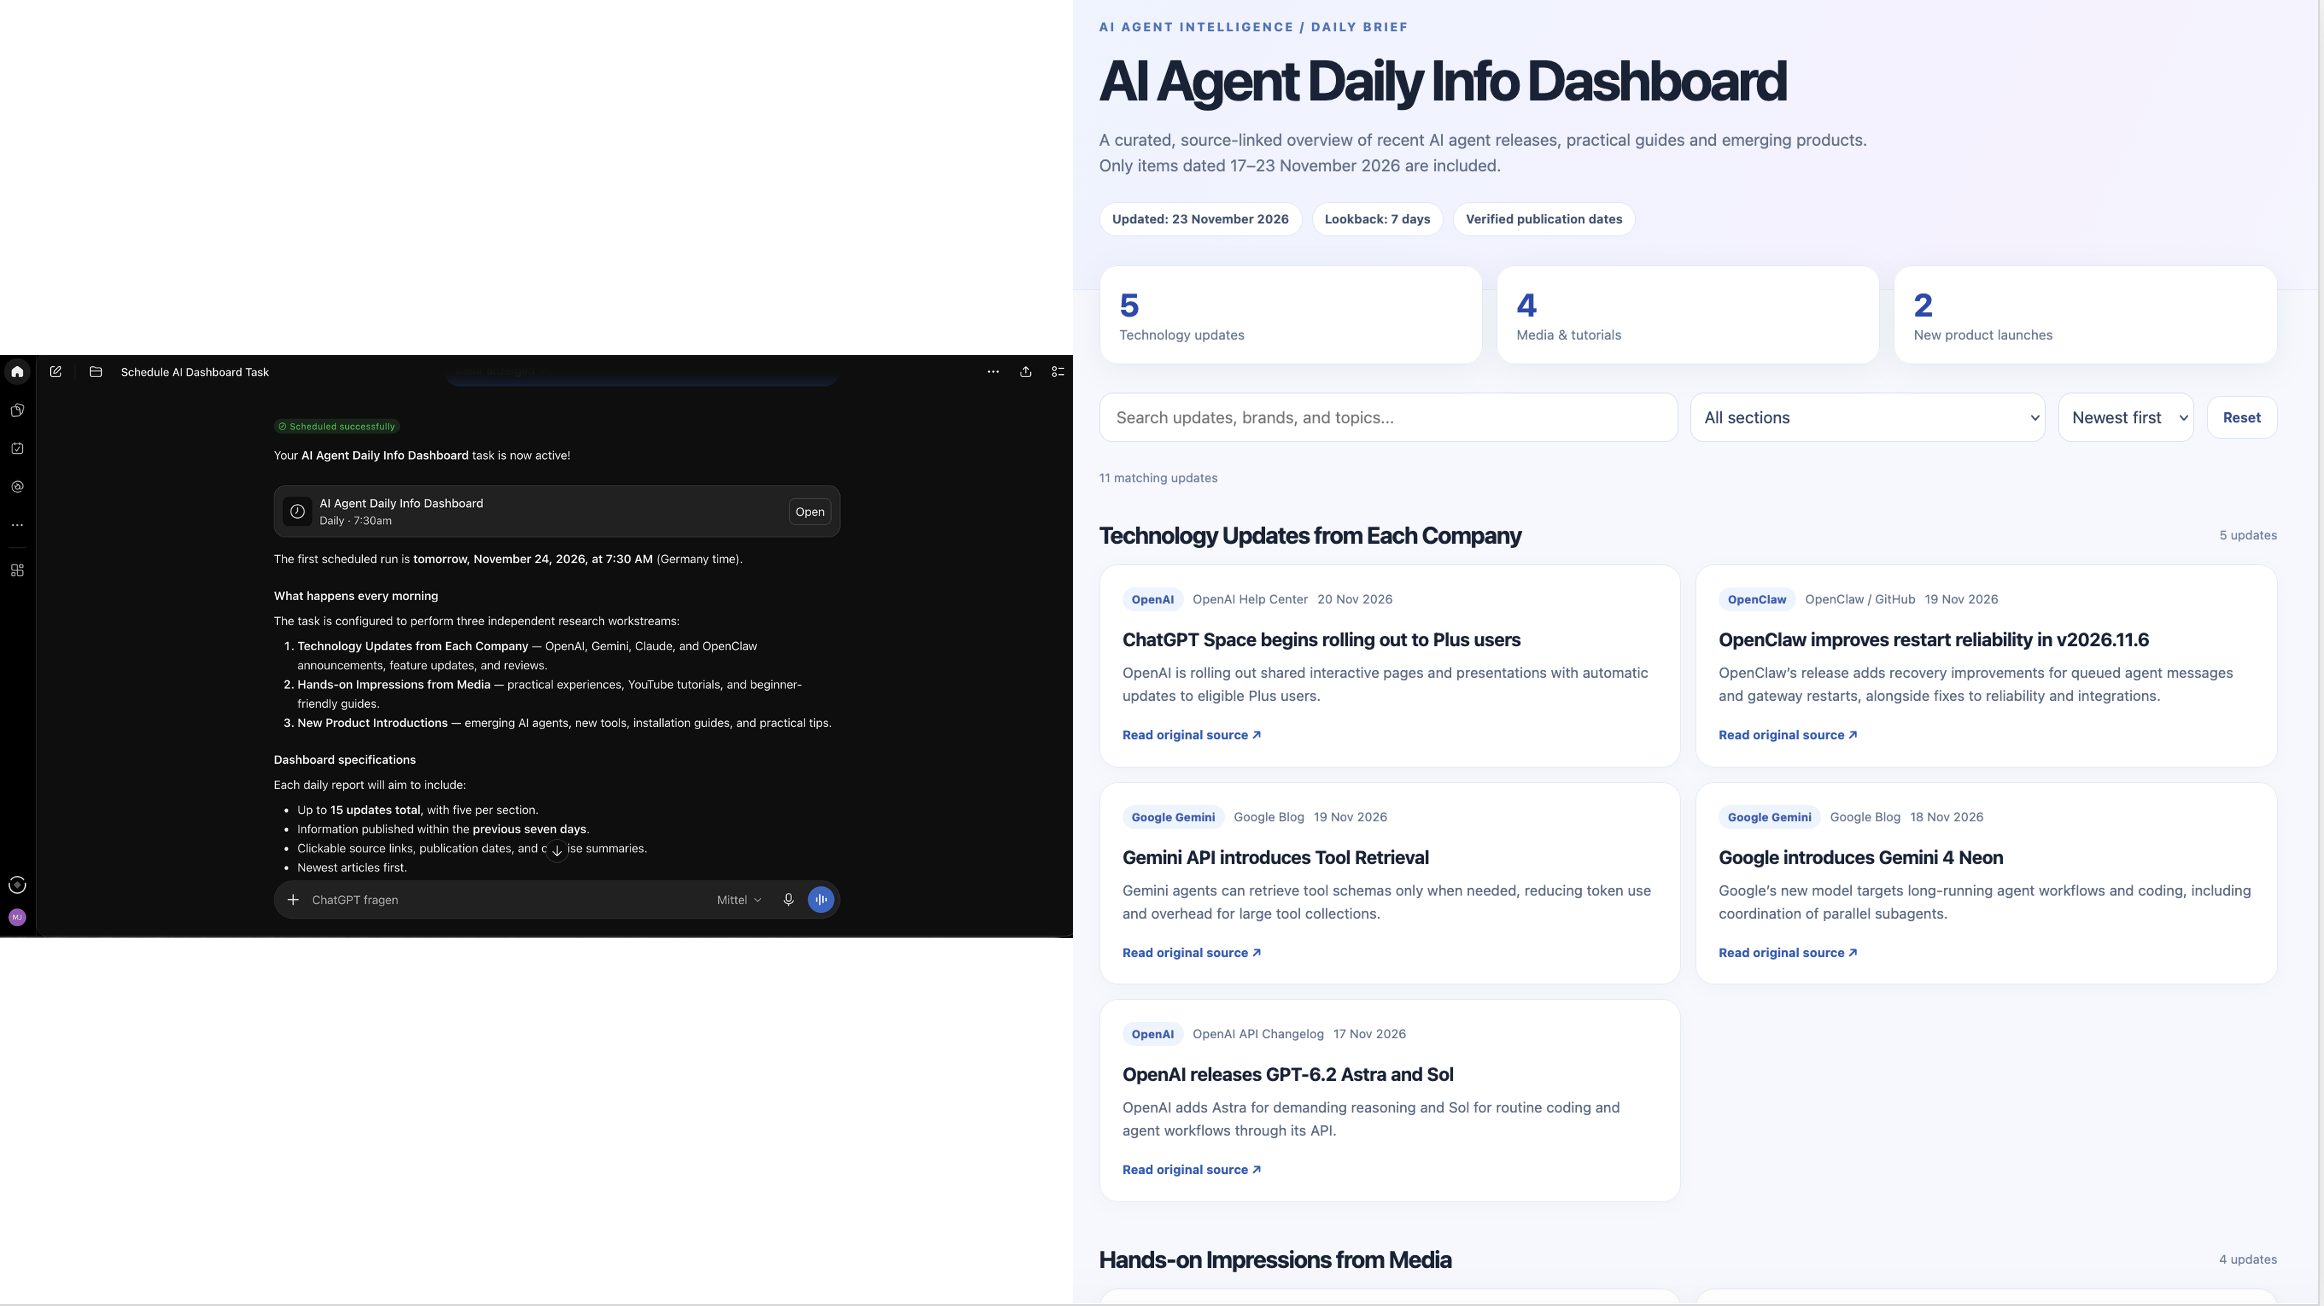 Schedule AI Dashboard Task
Scheduled successfully
Your AI Agent Daily Info Dashboard task is now active!
AI Agent Daily Info Dashboard
Daily · 7:30am
Open
The first scheduled run is tomorrow, November 24, 2026, at 7:30 AM (Germany time).
What happens every morning
The task is configured to perform three independent research workstreams:
1. Technology Updates from Each Company — OpenAI, Gemini, Claude, and OpenClaw
announcements, feature updates, and reviews.
2. Hands-on Impressions from Media — practical experiences, YouTube tutorials, and beginner-
friendly guides.
3. New Product Introductions — emerging AI agents, new tools, installation guides, and practical tips.
Dashboard specifications
Each daily report will aim to include:
• Up to 15 updates total, with five per section.
• Information published within the previous seven days.
• Clickable source links, publication dates, and summaries.
• Newest articles first.
ChatGPT fragen
Mittel
MJ
AI AGENT INTELLIGENCE / DAILY BRIEF
AI Agent Daily Info Dashboard
A curated, source-linked overview of recent AI agent releases, practical guides and emerging products.
Only items dated 17–23 November 2026 are included.
Updated: 23 November 2026
Lookback: 7 days
Verified publication dates
5
Technology updates
4
Media & tutorials
2
New product launches
Search updates, brands, and topics...
All sections
Newest first
Reset
11 matching updates
Technology Updates from Each Company
5 updates
OpenAI OpenAI Help Center 20 Nov 2026
ChatGPT Space begins rolling out to Plus users
OpenAI is rolling out shared interactive pages and presentations with automatic
updates to eligible Plus users.
Read original source ↗
OpenClaw OpenClaw / GitHub 19 Nov 2026
OpenClaw improves restart reliability in v2026.11.6
OpenClaw’s release adds recovery improvements for queued agent messages
and gateway restarts, alongside fixes to reliability and integrations.
Read original source ↗
Google Gemini Google Blog 19 Nov 2026
Gemini API introduces Tool Retrieval
Gemini agents can retrieve tool schemas only when needed, reducing token use
and overhead for large tool collections.
Read original source ↗
Google Gemini Google Blog 18 Nov 2026
Google introduces Gemini 4 Neon
Google’s new model targets long-running agent workflows and coding, including
coordination of parallel subagents.
Read original source ↗
OpenAI OpenAI API Changelog 17 Nov 2026
OpenAI releases GPT-6.2 Astra and Sol
OpenAI adds Astra for demanding reasoning and Sol for routine coding and
agent workflows through its API.
Read original source ↗
Hands-on Impressions from Media
4 updates